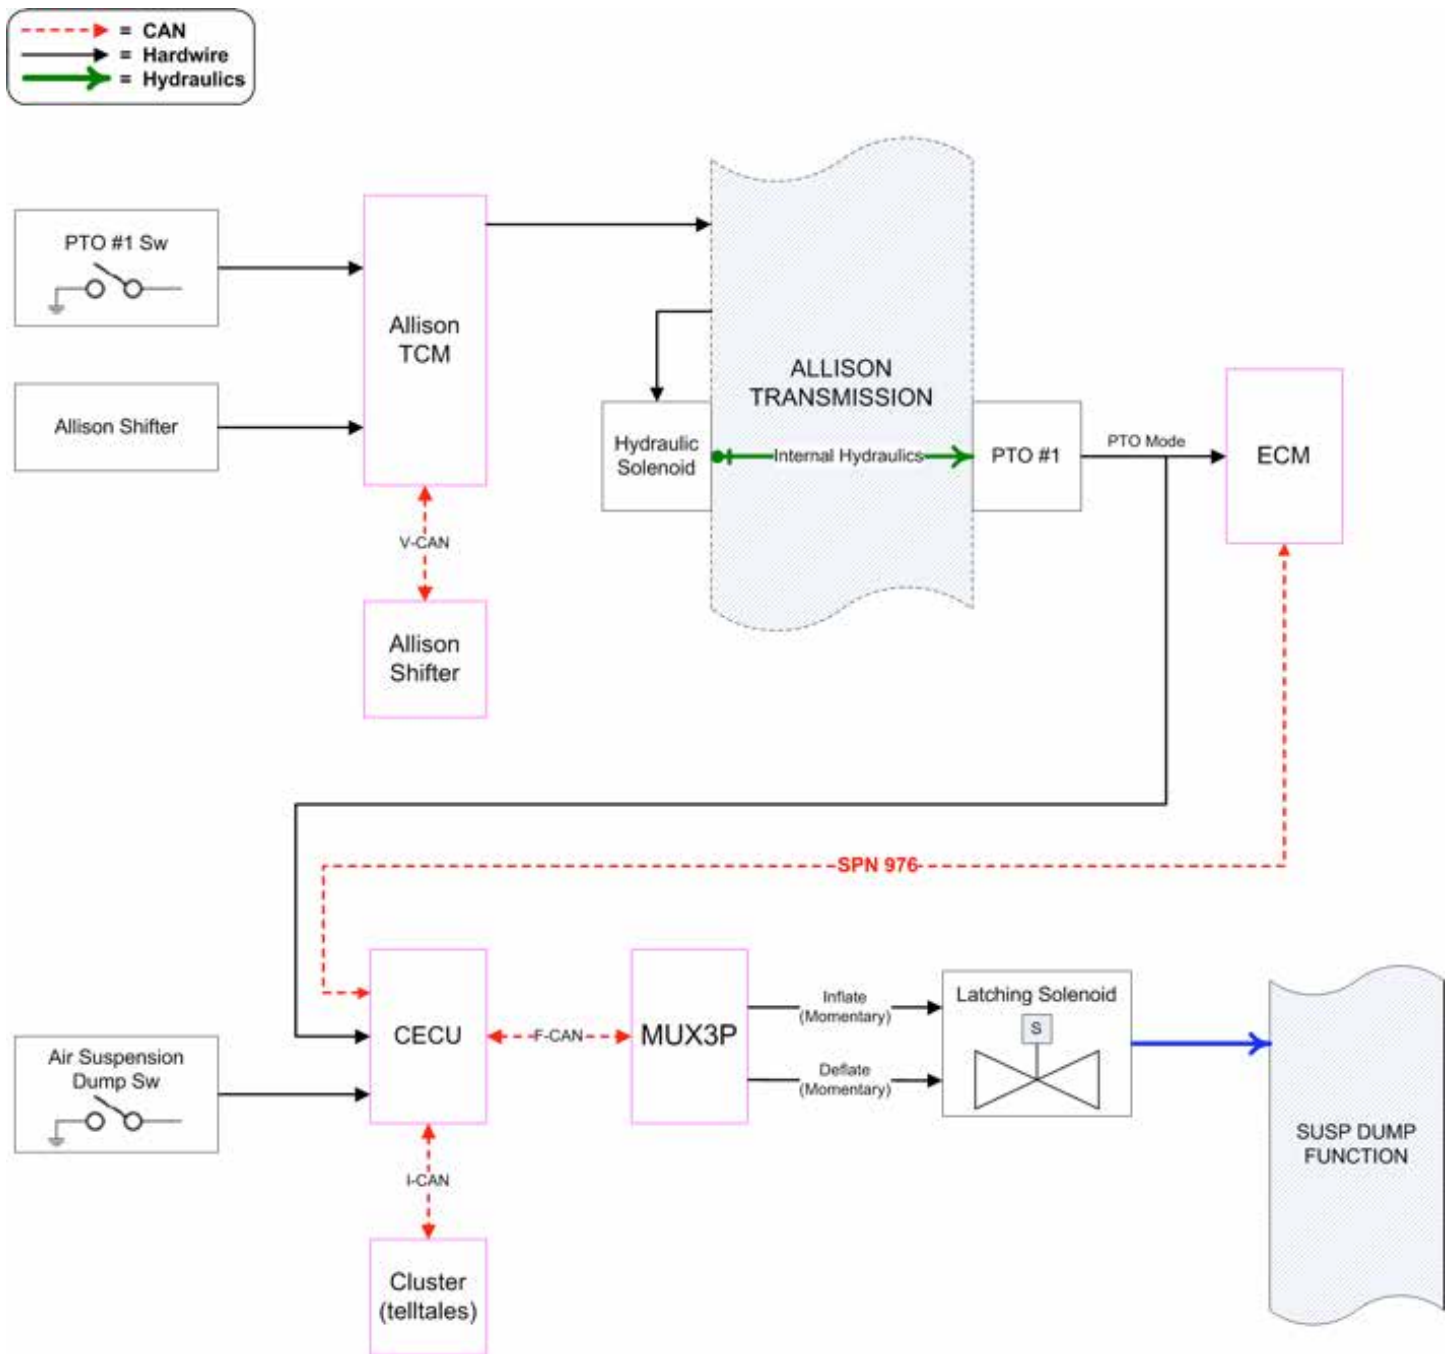 = CAN
= Hardwire
= Hydraulics
PTO #1 Sw
Allison
TCM
Allison Shifter
ALLISON
TRANSMISSION
Hydraulic
Solenoid
Internal Hydraulics
PTO #1
PTO Mode
ECM
V-CAN
Allison
Shifter
SPN 976
Air Suspension
Dump Sw
CECU
F-CAN
MUX3P
Inflate
(Momentary)
Deflate
(Momentary)
Latching Solenoid
S
SUSP DUMP
FUNCTION
I-CAN
Cluster
(telltales)